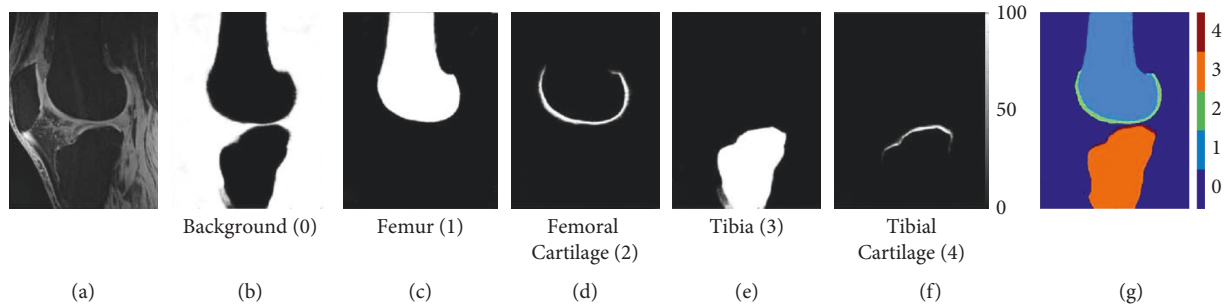 100
50
0
4
3
2
1
0
Background (0)
Femur (1)
Femoral
Cartilage (2)
Tibia (3)
Tibial
Cartilage (4)
(a)
(b)
(c)
(d)
(e)
(f)
(g)